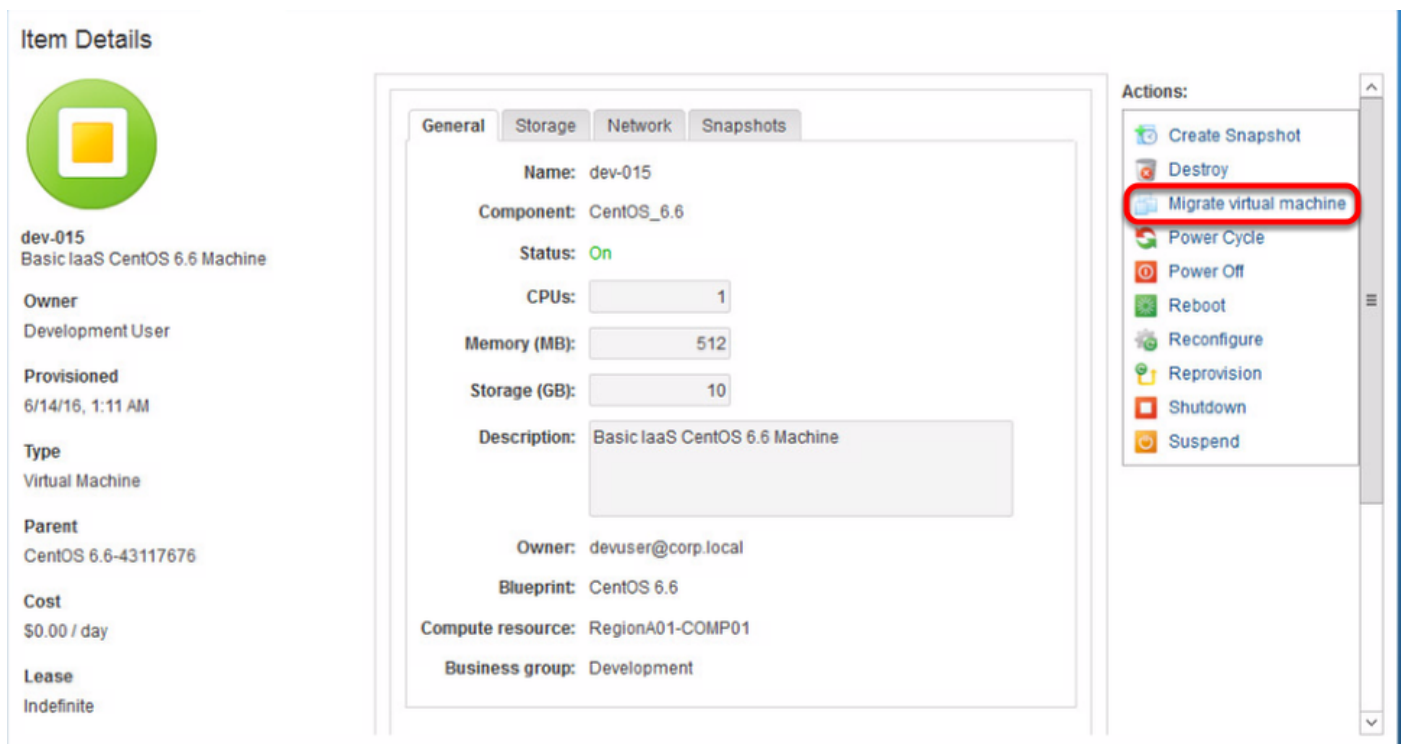 Item Details
dev-015
Basic IaaS CentOS 6.6 Machine
Owner
Development User
Provisioned
6/14/16, 1:11 AM
Type
Virtual Machine
Parent
CentOS 6.6-43117676
Cost
$0.00 / day
Lease
Indefinite
General Storage Network Snapshots
Name: dev-015
Component: CentOS_6.6
Status: On
CPUs: 1
Memory (MB): 512
Storage (GB): 10
Description: Basic IaaS CentOS 6.6 Machine
Owner: devuser@corp.local
Blueprint: CentOS 6.6
Compute resource: RegionA01-COMP01
Business group: Development
Actions:
Create Snapshot
Destroy
Migrate virtual machine
Power Cycle
Power Off
Reboot
Reconfigure
Reprovision
Shutdown
Suspend